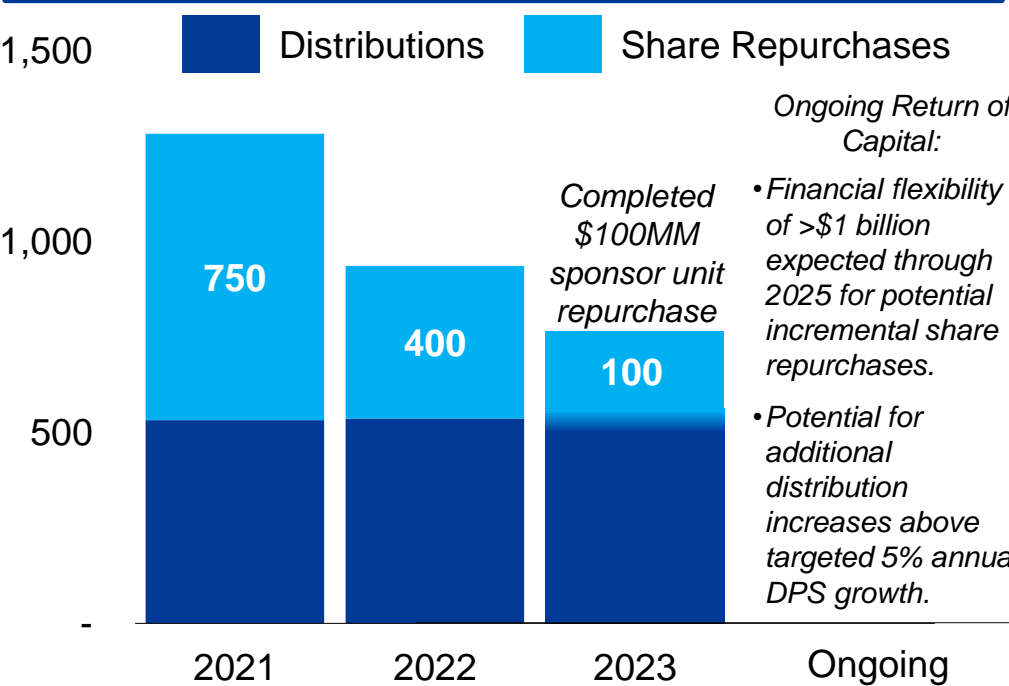 Distributions
Share Repurchases
1,500
1,000
500
-
750
400
100
Completed
$100MM
sponsor unit
repurchase
Ongoing Return of
Capital:
•Financial flexibility
of >$1 billion
expected through
2025 for potential
incremental share
repurchases.
•Potential for
additional
distribution
increases above
targeted 5% annua
DPS growth.
2021
2022
2023
Ongoing